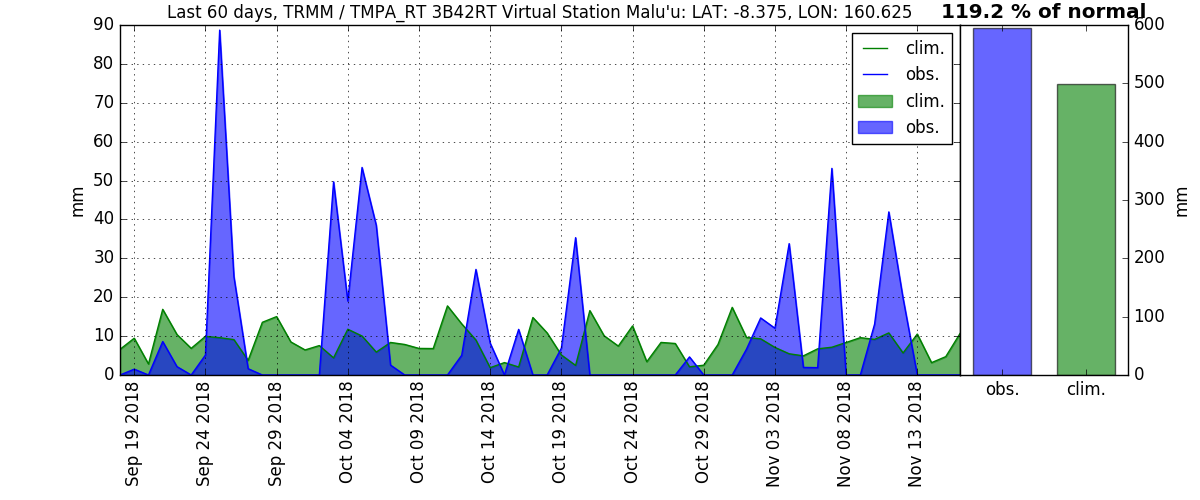 Last 60 days, TRMM / TMPA_RT 3B42RT Virtual Station Malu'u: LAT: -8.375, LON: 160.625
119.2 % of normal
90
80
70
60
50
40
30
20
10
0
mm
clim.
obs.
clim.
obs.
Sep 19 2018
Sep 24 2018
Sep 29 2018
Oct 04 2018
Oct 09 2018
Oct 14 2018
Oct 19 2018
Oct 24 2018
Oct 29 2018
Nov 03 2018
Nov 08 2018
Nov 13 2018
600
500
400
300
200
100
0
mm
obs.
clim.